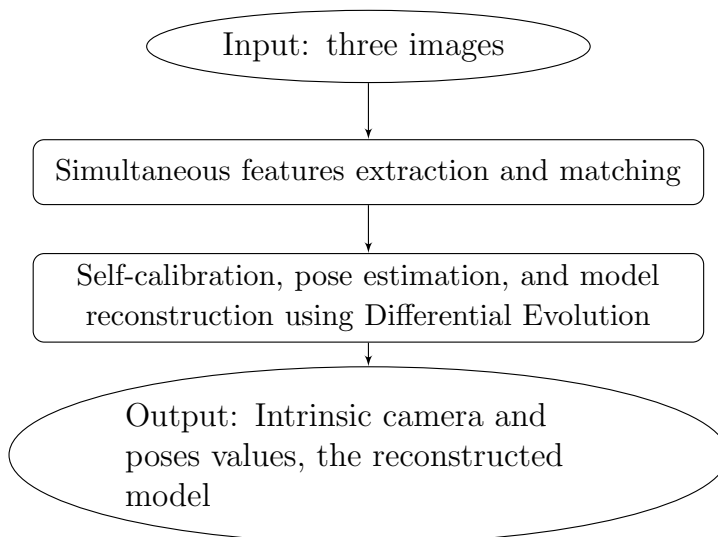 Input: three images
Simultaneous features extraction and matching
Self-calibration, pose estimation, and model
reconstruction using Differential Evolution
Output: Intrinsic camera and
poses values, the reconstructed
model